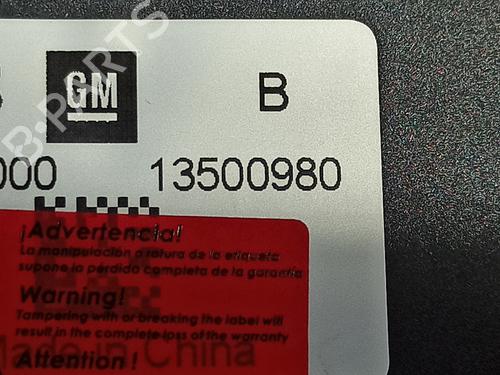 GM B
000 13500980
¡Advertencia!
La manipulación o rotura de la etiqueta
supone la pérdida completa de la garantía
Warning!
Tampering with or breaking the label will
result in the complete loss of the warranty
Made in China
Attention !
B-PARTS